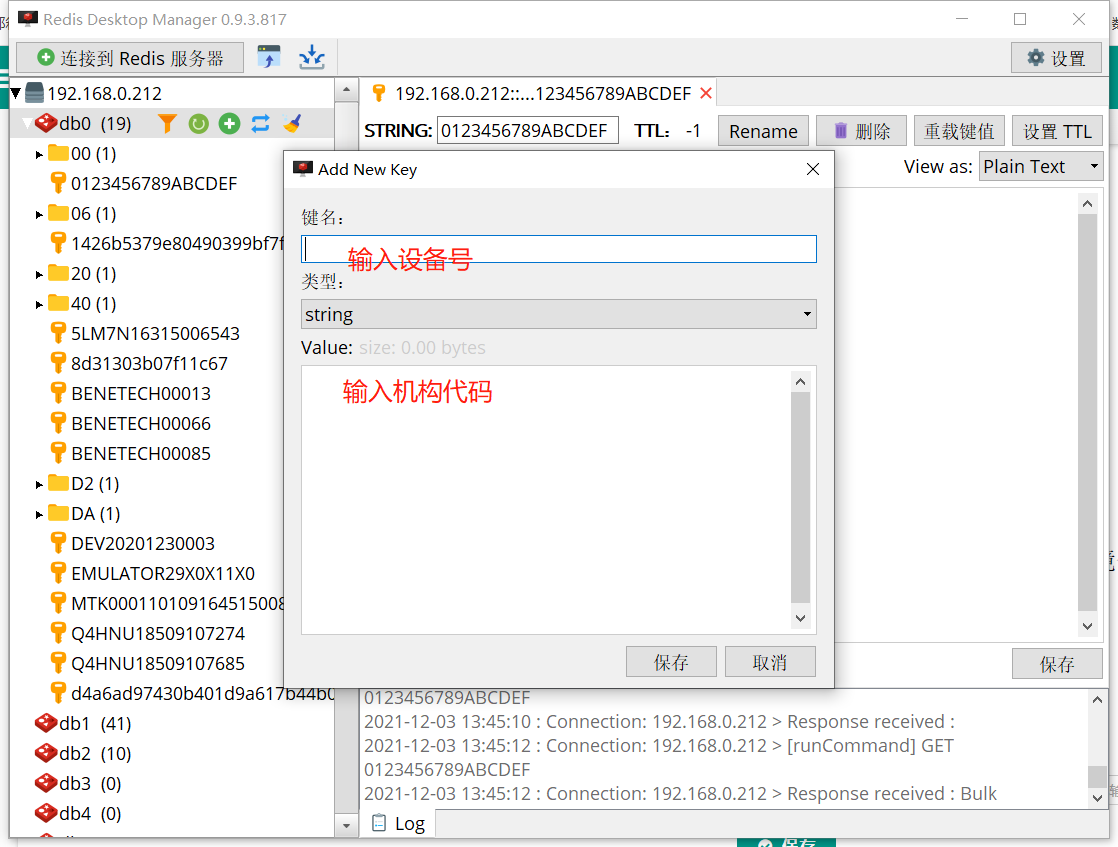 Redis Desktop Manager 0.9.3.817
连接到 Redis 服务器
设置
192.168.0.212
db0 (19)
00 (1)
0123456789ABCDEF
06 (1)
1426b5379e80490399bf7f
20 (1)
40 (1)
5LM7N16315006543
8d31303b07f11c67
BENETECH00013
BENETECH00066
BENETECH00085
D2 (1)
DA (1)
DEV20201230003
EMULATOR29X0X11X0
MTK000110109164515008
Q4HNU18509107274
Q4HNU18509107685
d4a6ad97430b401d9a617b44b0
db1 (41)
db2 (10)
db3 (0)
db4 (0)
192.168.0.212::...123456789ABCDEF
STRING: 0123456789ABCDEF TTL: -1 Rename 删除 重载键值 设置 TTL
View as: Plain Text
Add New Key
键名:
输入设备号
类型:
string
Value: size: 0.00 bytes
输入机构代码
保存 取消
保存
0123456789ABCDEF
2021-12-03 13:45:10 : Connection: 192.168.0.212 > Response received :
2021-12-03 13:45:12 : Connection: 192.168.0.212 > [runCommand] GET
0123456789ABCDEF
2021-12-03 13:45:12 : Connection: 192.168.0.212 > Response received : Bulk
Log
保存